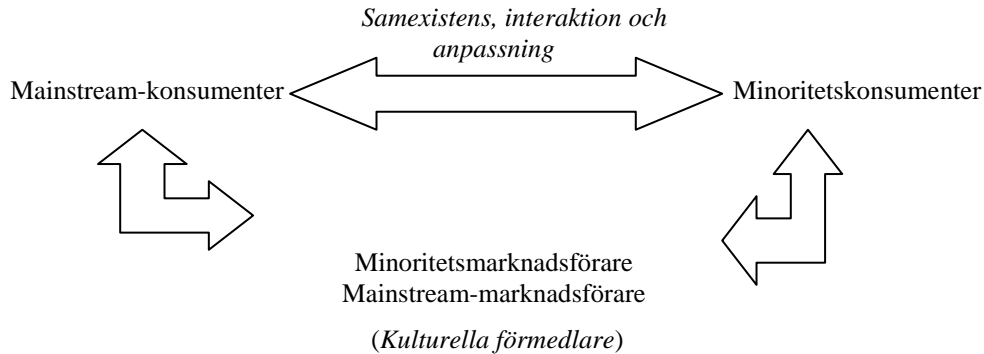 Samexistens, interaktion och
anpassning
Mainstream-konsumenter
Minoritetskonsumenter
Minoritetsmarknadsförare
Mainstream-marknadsförare
(Kulturella förmedlare)